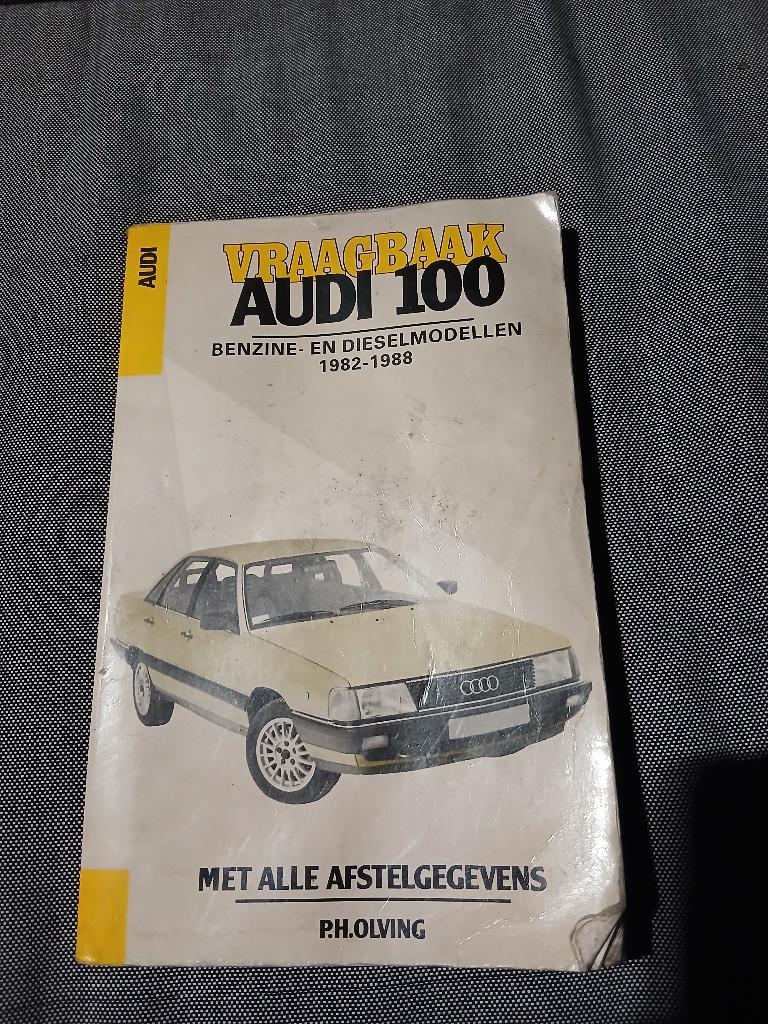 AUDI
VRAAGBAAK
AUDI 100
BENZINE- EN DIESELMODELLEN
1982-1988
MET ALLE AFSTELGEGEVENS
P.H.OLVING